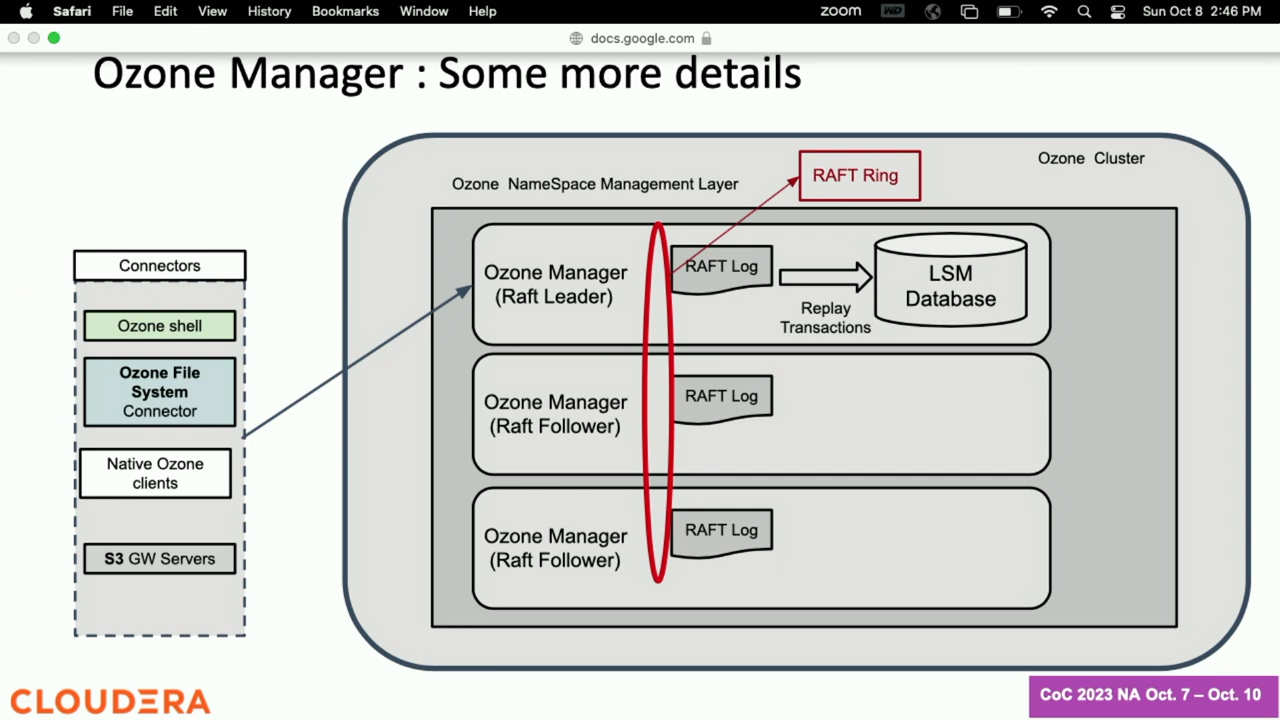 Safari File Edit View History Bookmarks Window Help zoom WD Sun Oct 8 2:46 PM
docs.google.com
Ozone Manager : Some more details
Ozone Cluster
RAFT Ring
Ozone NameSpace Management Layer
Connectors
Ozone shell
Ozone File
System
Connector
Native Ozone
clients
S3 GW Servers
Ozone Manager
(Raft Leader)
RAFT Log
Replay
Transactions
LSM
Database
Ozone Manager
(Raft Follower)
RAFT Log
Ozone Manager
(Raft Follower)
RAFT Log
CLOUDERA
CoC 2023 NA Oct. 7 – Oct. 10